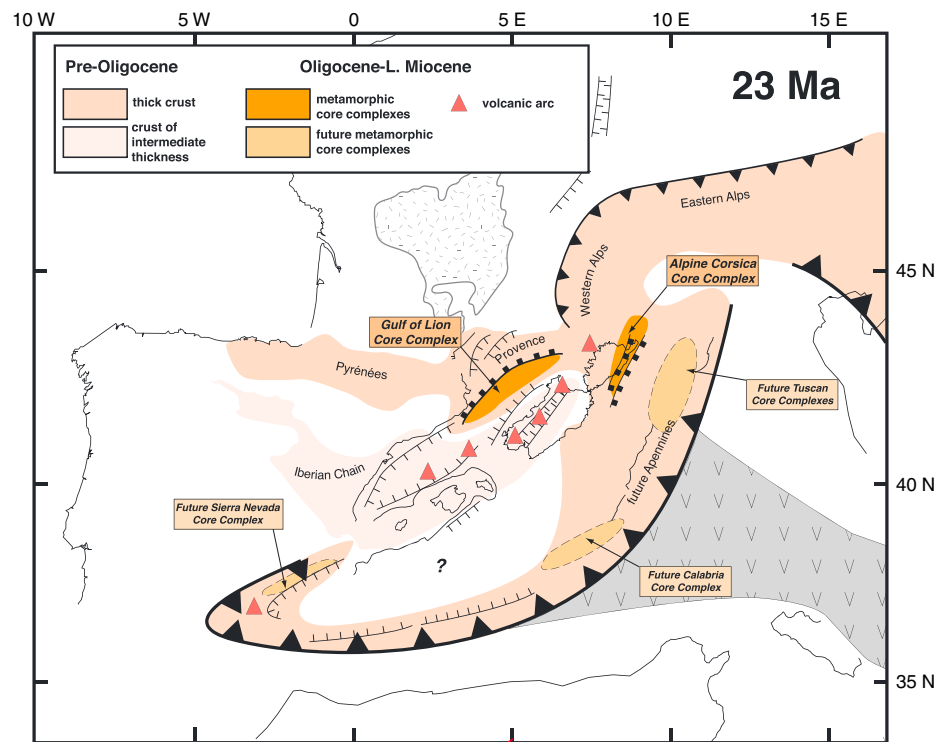 10 W
5 W
0
5 E
10 E
15 E
Pre-Oligocene
Oligocene-L. Miocene
thick crust
crust of
intermediate
thickness
metamorphic
core complexes
future metamorphic
core complexes
volcanic arc
23 Ma
Eastern Alps
Western Alps
45 N
Alpine Corsica
Core Complex
Gulf of Lion
Core Complex
Provence
Pyrénées
Future Tuscan
Core Complexes
future Apennines
Iberian Chain
40 N
Future Sierra Nevada
Core Complex
?
Future Calabria
Core Complex
35 N